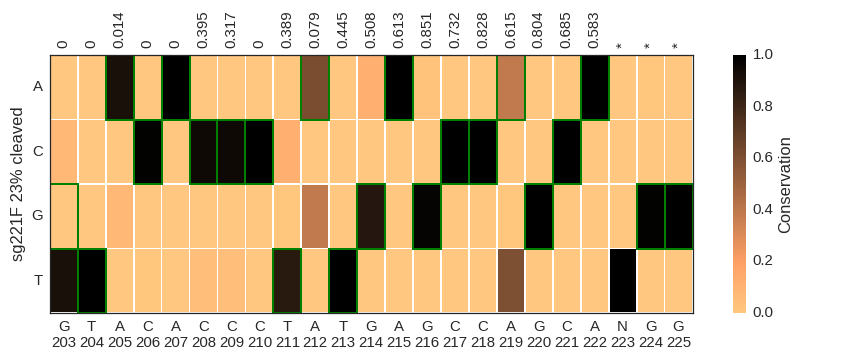 0 0 0.014 0 0 0.395 0.317 0 0.389 0.079 0.445 0.508 0.613 0.851 0.732 0.828 0.615 0.804 0.685 0.583 * * *
sg221F 23% cleaved
A
C
G
T
G T A C A C C C T A T G A G C C A G C A N G G
203 204 205 206 207 208 209 210 211 212 213 214 215 216 217 218 219 220 221 222 223 224 225
1.0
0.8
0.6
0.4
0.2
0.0
Conservation